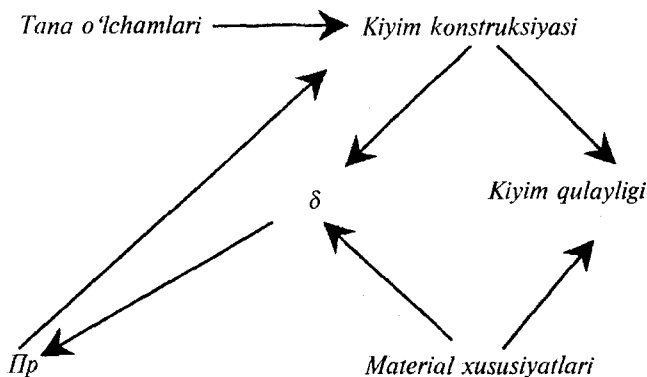 Tana o‘lchamlari
Kiyim konstruksiyasi
δ
Kiyim qulayligi
Пр
Material xususiyatlari